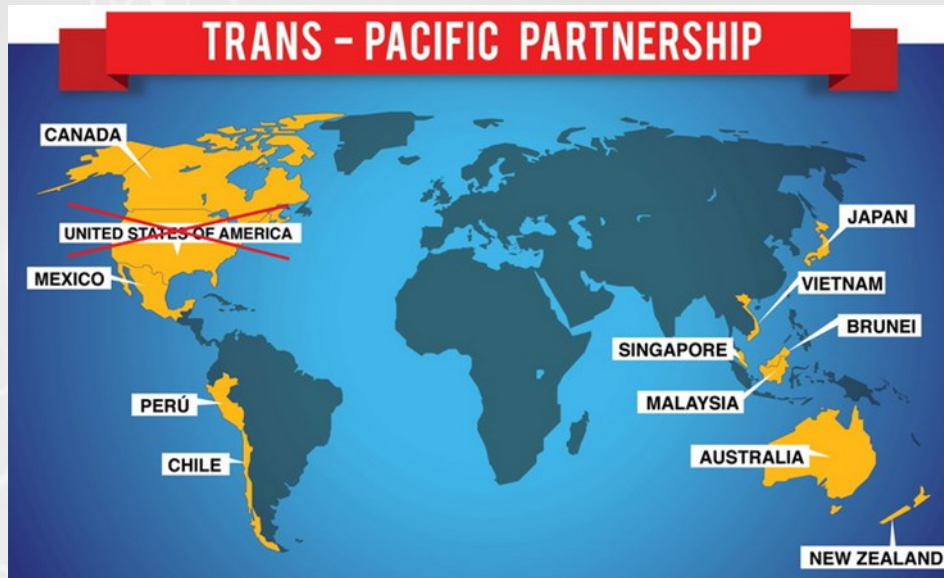 TRANS - PACIFIC PARTNERSHIP
CANADA
UNITED STATES OF AMERICA
MEXICO
PERÚ
CHILE
JAPAN
VIETNAM
BRUNEI
SINGAPORE
MALAYSIA
AUSTRALIA
NEW ZEALAND